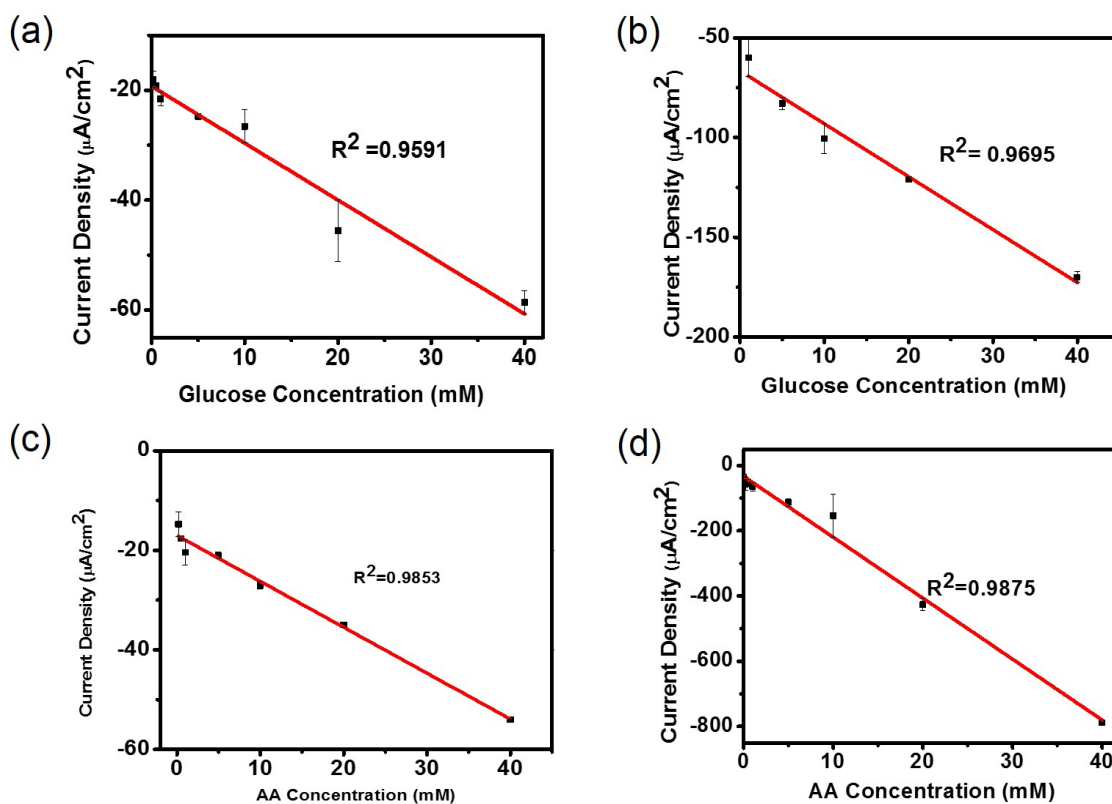 (a)
Current Density (µA/cm²)
-20
-40
-60
R² =0.9591
0 10 20 30 40
Glucose Concentration (mM)
(b)
Current Density (µA/cm²)
-50
-100
-150
-200
R²= 0.9695
0 10 20 30 40
Glucose Concentration (mM)
(c)
Current Density (µA/cm²)
0
-20
-40
-60
R²=0.9853
0 10 20 30 40
AA Concentration (mM)
(d)
Current Density (µA/cm²)
0
-200
-400
-600
-800
R²=0.9875
0 10 20 30 40
AA Concentration (mM)